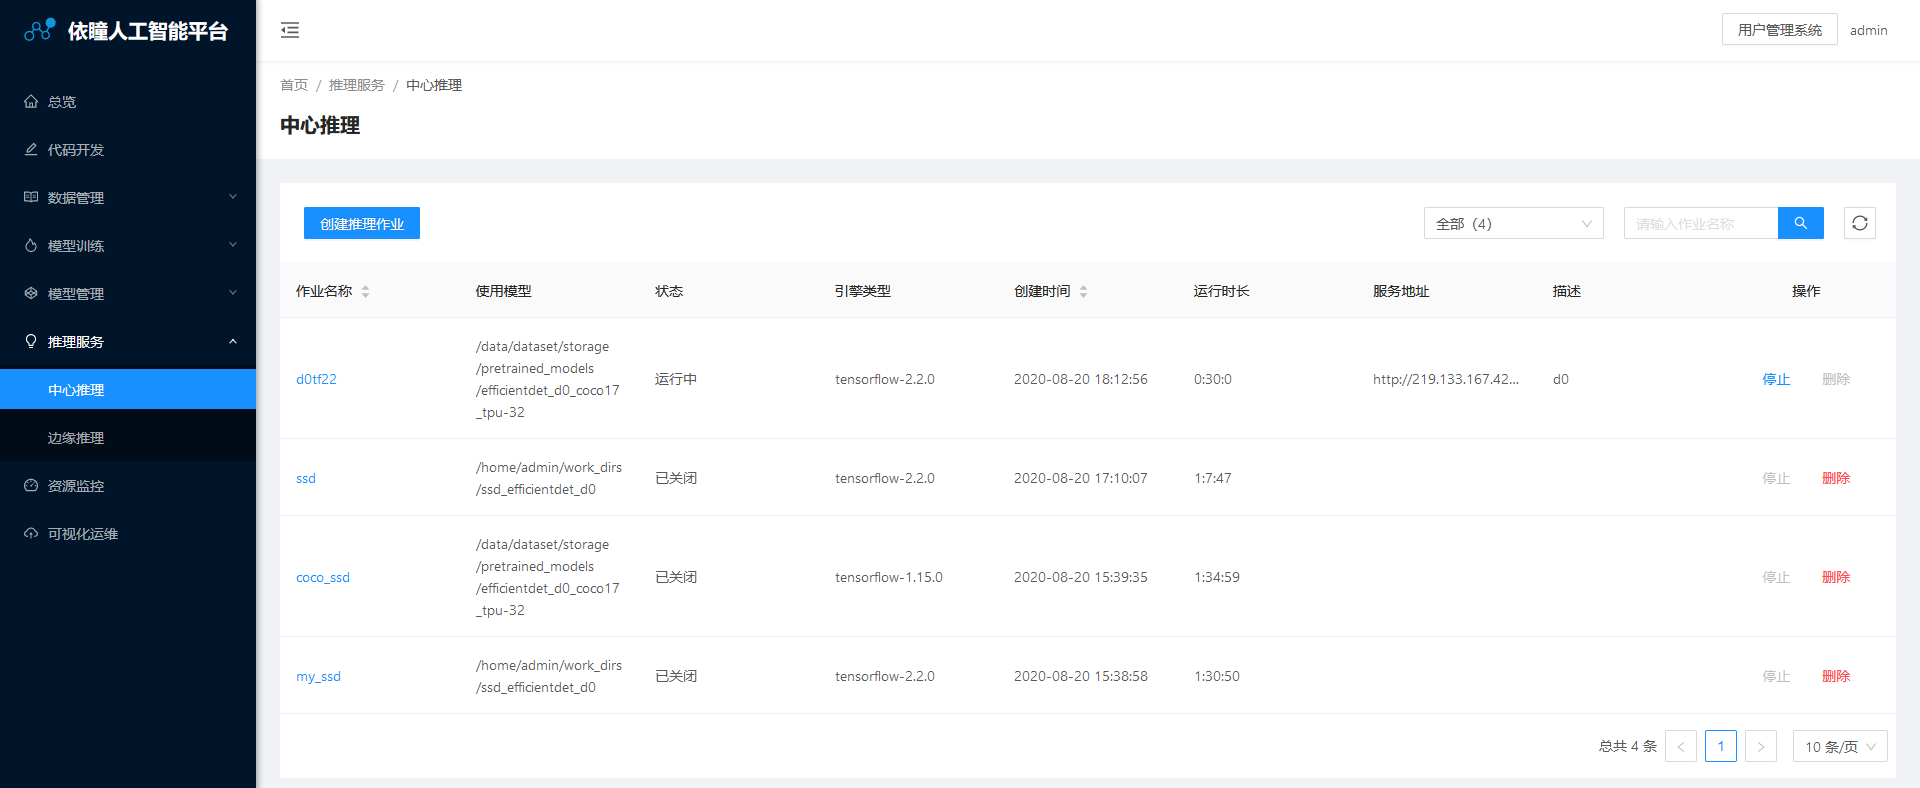 依瞳人工智能平台
用户管理系统 admin
总览
代码开发
数据管理
模型训练
模型管理
推理服务
中心推理
边缘推理
资源监控
可视化运维
首页 / 推理服务 / 中心推理
中心推理
创建推理作业 全部（4） 请输入作业名称
作业名称 使用模型 状态 引擎类型 创建时间 运行时长 服务地址 描述 操作
/data/dataset/storage
/pretrained_models
d0tf22 运行中 tensorflow-2.2.0 2020-08-20 18:12:56 0:30:0 http://219.133.167.42... d0 停止 删除
/efficientdet_d0_coco17
_tpu-32
/home/admin/work_dirs
ssd 已关闭 tensorflow-2.2.0 2020-08-20 17:10:07 1:7:47 停止 删除
/ssd_efficientdet_d0
/data/dataset/storage
/pretrained_models
coco_ssd 已关闭 tensorflow-1.15.0 2020-08-20 15:39:35 1:34:59 停止 删除
/efficientdet_d0_coco17
_tpu-32
/home/admin/work_dirs
my_ssd 已关闭 tensorflow-2.2.0 2020-08-20 15:38:58 1:30:50 停止 删除
/ssd_efficientdet_d0
总共 4 条 < 1 > 10 条/页